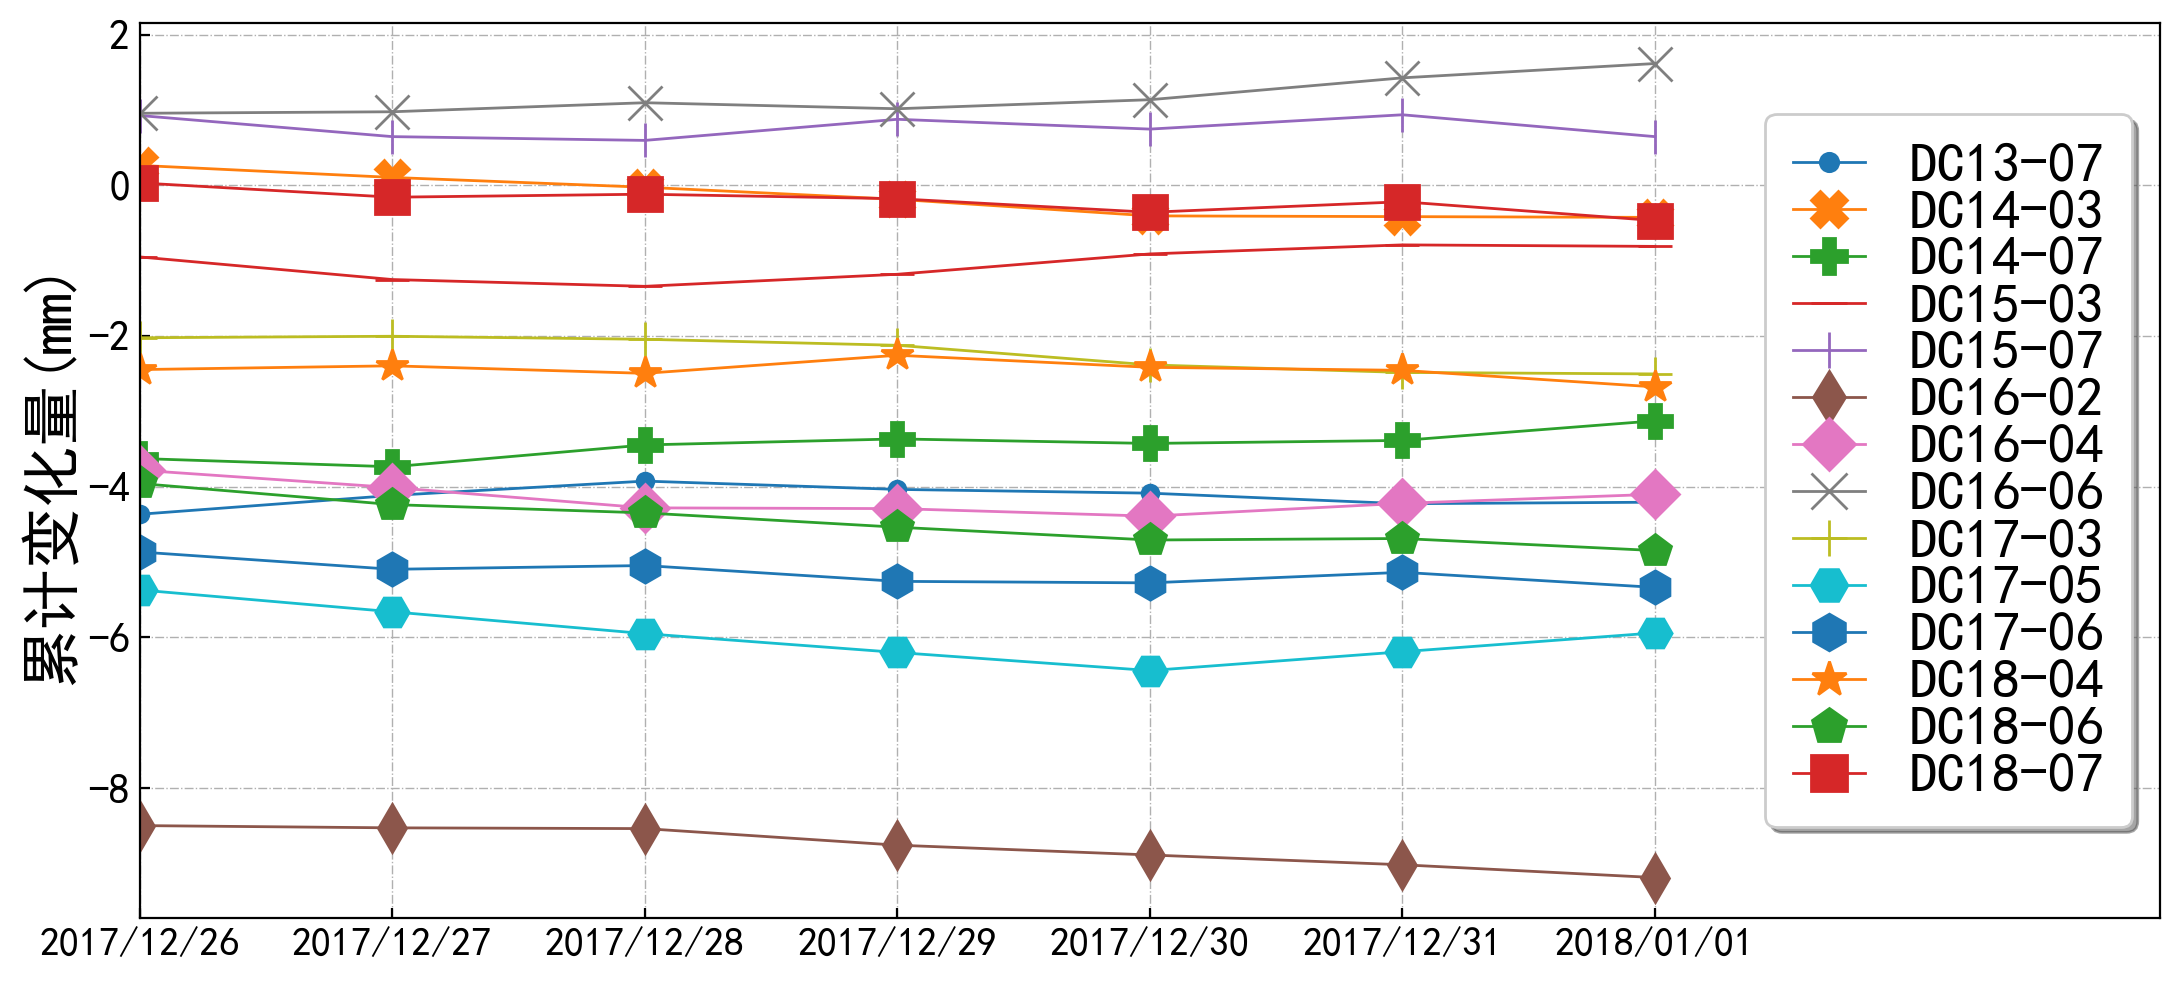 累计变化量(mm)
2
0
−2
−4
−6
−8
2017/12/26 2017/12/27 2017/12/28 2017/12/29 2017/12/30 2017/12/31 2018/01/01
DC13-07
DC14-03
DC14-07
DC15-03
DC15-07
DC16-02
DC16-04
DC16-06
DC17-03
DC17-05
DC17-06
DC18-04
DC18-06
DC18-07